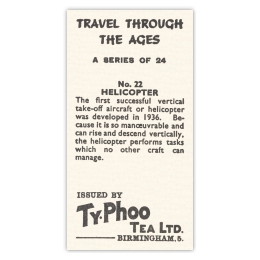 TRAVEL THROUGH
THE AGES
A SERIES OF 24
No. 22
HELICOPTER
The first successful vertical
take-off aircraft or helicopter
was developed in 1936. Be-
cause it is so manœuvrable and
can rise and descend vertically,
the helicopter performs tasks
which no other craft can
manage.
ISSUED BY
Ty-Phoo
TEA LTD.
BIRMINGHAM, 5.